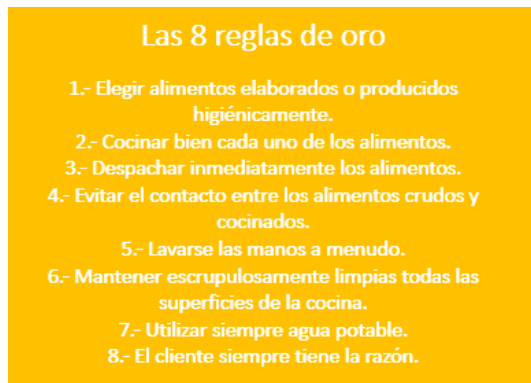 Las 8 reglas de oro
1.- Elegir alimentos elaborados o producidos
higiénicamente.
2.- Cocinar bien cada uno de los alimentos.
3.- Despachar inmediatamente los alimentos.
4.- Evitar el contacto entre los alimentos crudos y
cocinados.
5.- Lavarse las manos a menudo.
6.- Mantener escrupulosamente limpias todas las
superficies de la cocina.
7.- Utilizar siempre agua potable.
8.- El cliente siempre tiene la razón.